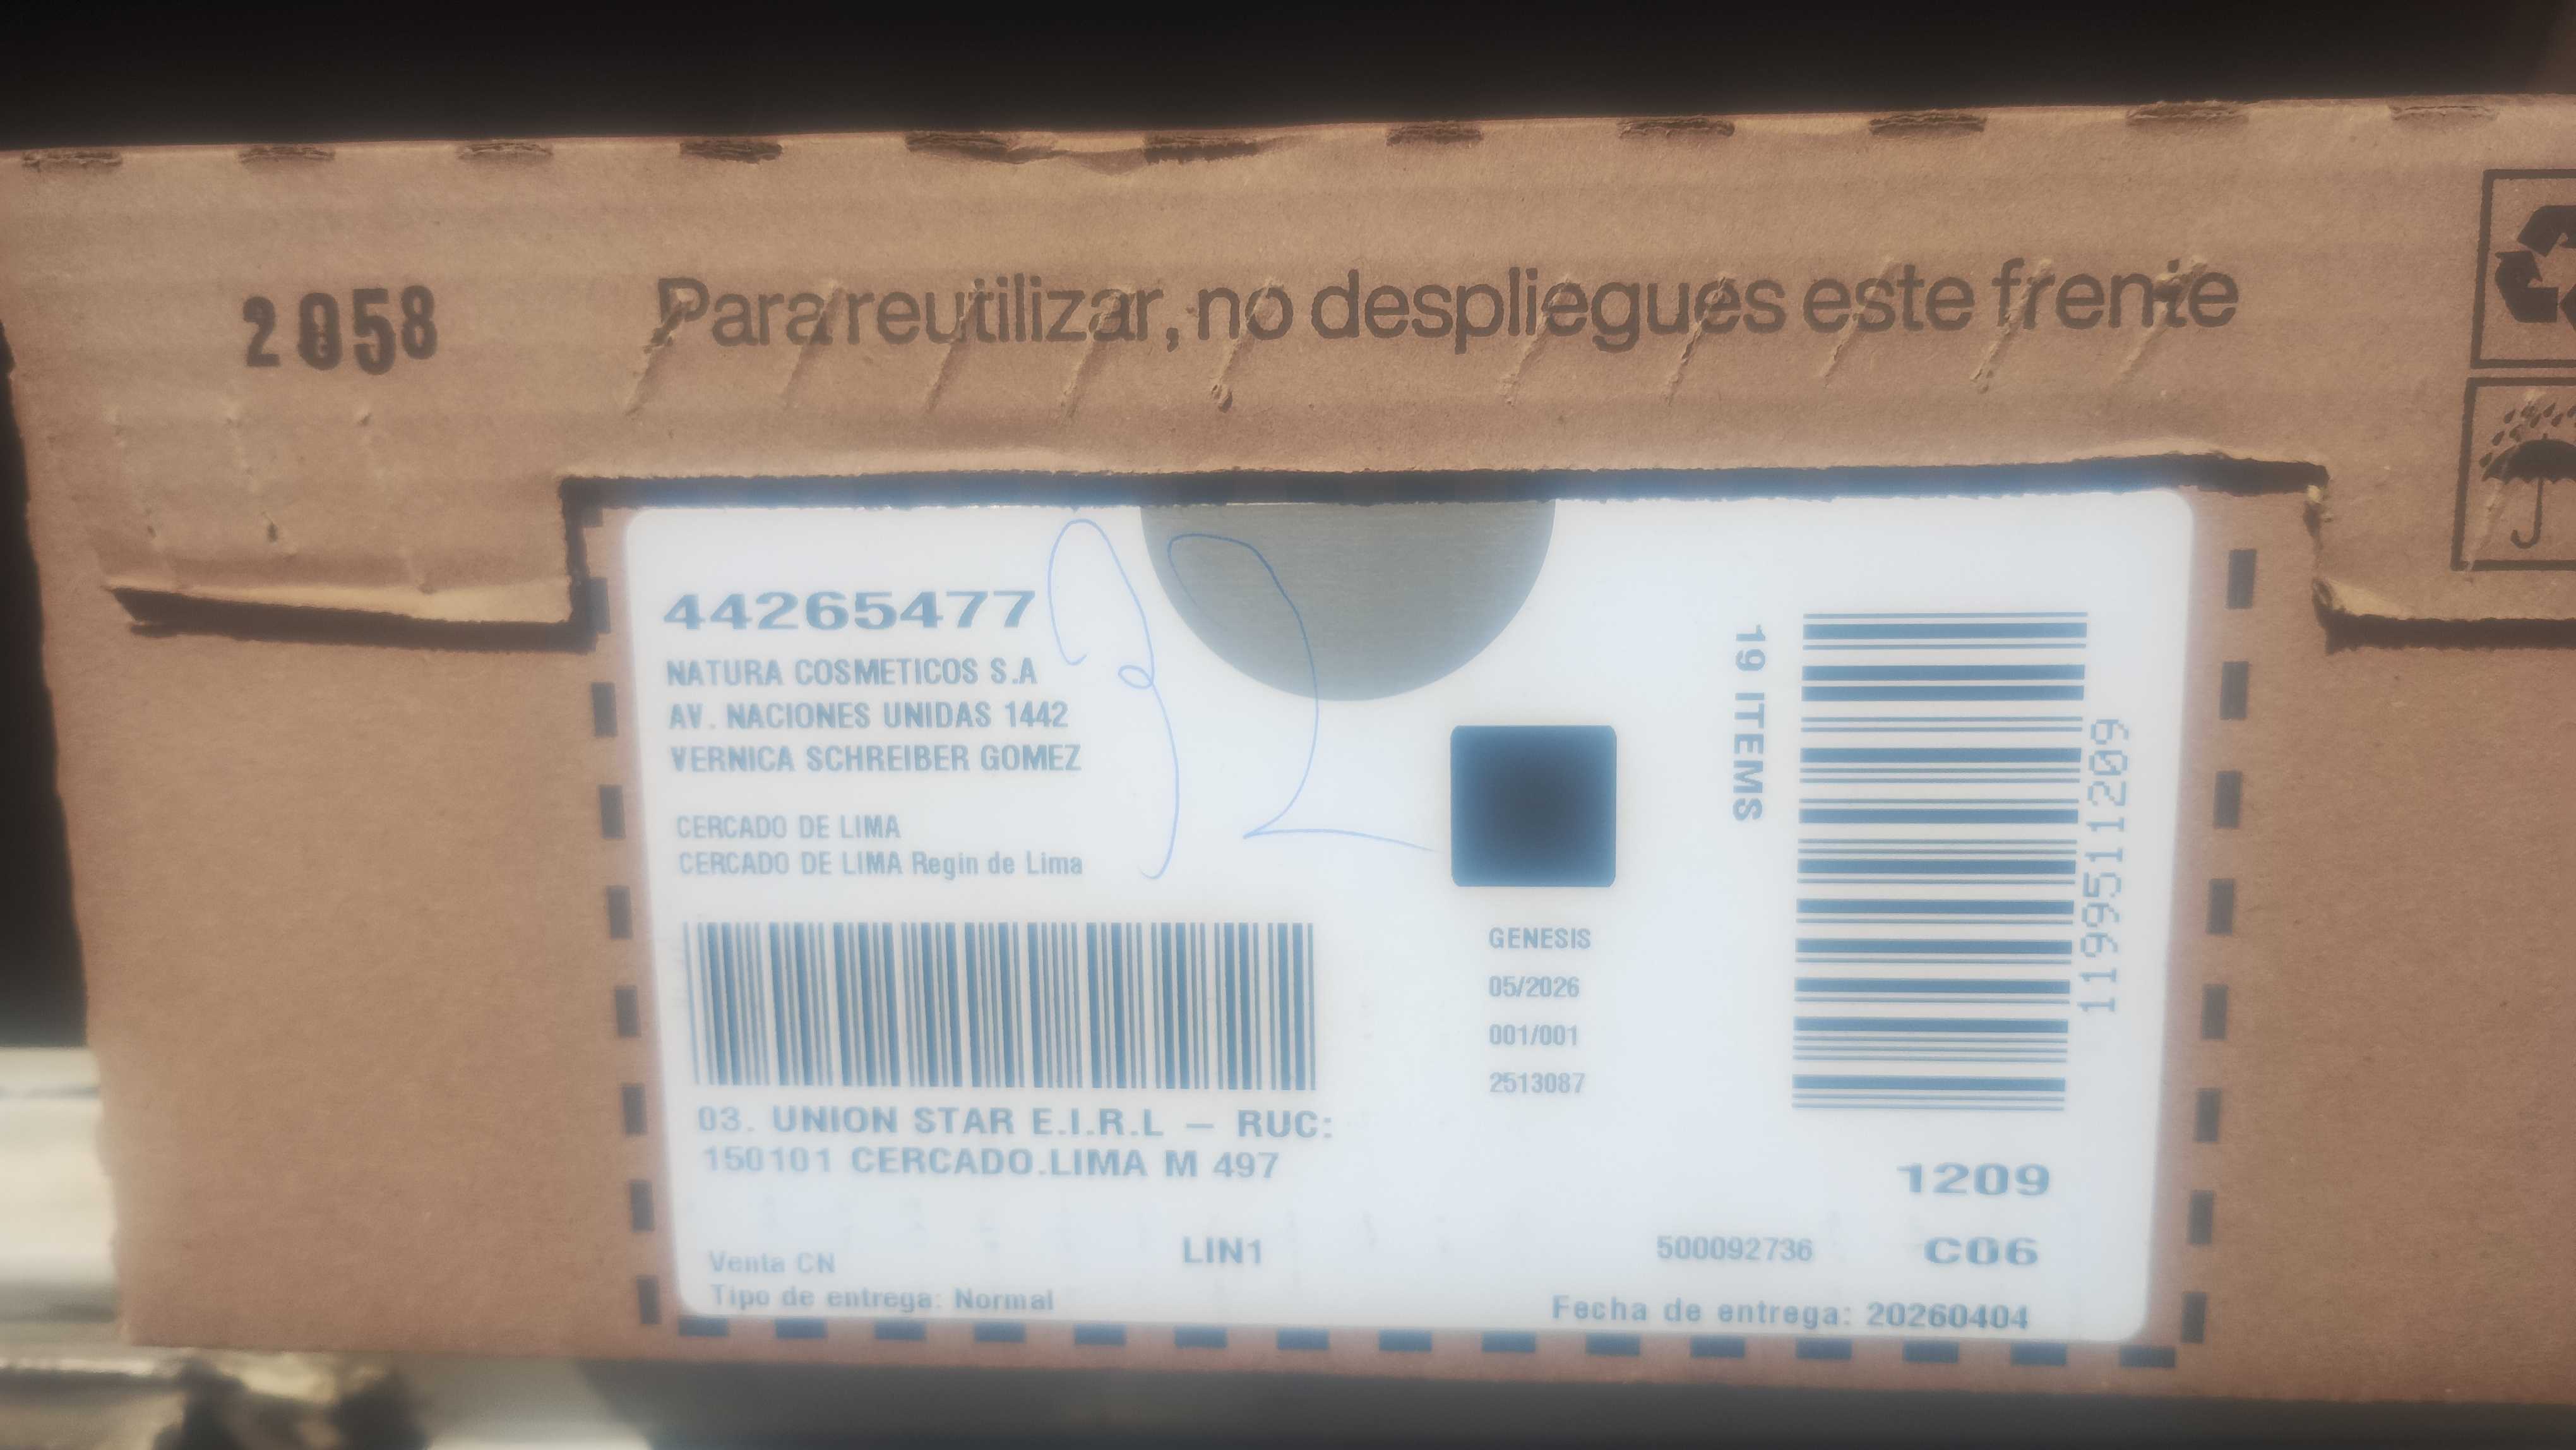 2058
Para reutilizar, no despliegues este frente
44265477
NATURA COSMETICOS S.A
AV. NACIONES UNIDAS 1442
VERNICA SCHREIBER GOMEZ
CERCADO DE LIMA
CERCADO DE LIMA Regin de Lima
32
19 ITEMS
1199511209
GENESIS
05/2026
001/001
2513087
03. UNION STAR E.I.R.L – RUC:
150101 CERCADO.LIMA M 497
1209
Venta CN
LIN1
500092736
C06
Tipo de entrega: Normal
Fecha de entrega: 20260404